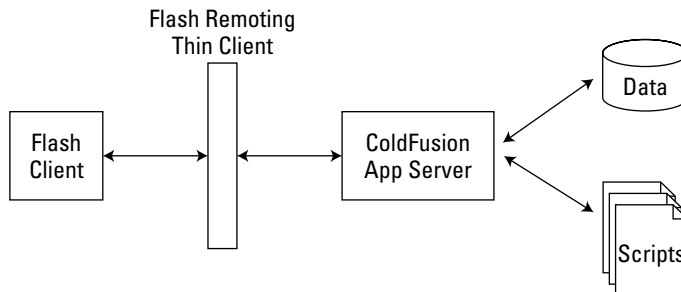 Flash Remoting
Thin Client
Flash
Client
ColdFusion
App Server
Data
Scripts